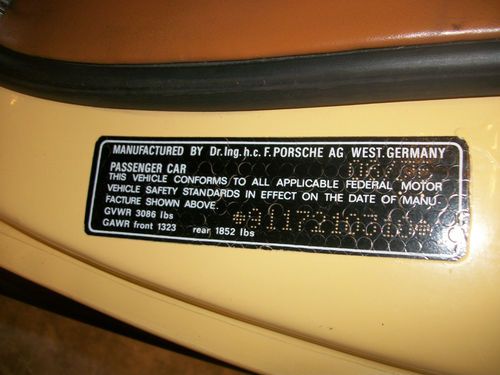 MANUFACTURED BY Dr.Ing.h.c.F.PORSCHE AG WEST.GERMANY
PASSENGER CAR
THIS VEHICLE CONFORMS TO ALL APPLICABLE FEDERAL MOTOR
VEHICLE SAFETY STANDARDS IN EFFECT ON THE DATE OF MANU-
FACTURE SHOWN ABOVE.
GVWR 3086 lbs
GAWR front 1323 rear 1852 lbs